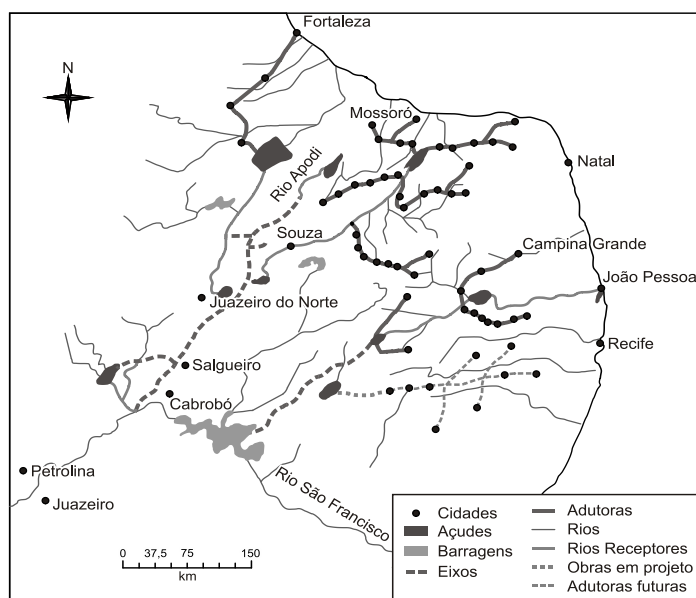 Fortaleza
N
Mossoró
Rio Apodi
Natal
Souza
Campina Grande
João Pessoa
Juazeiro do Norte
Recife
Salgueiro
Cabrobó
Petrolina
Rio São Francisco
Juazeiro
Cidades
Açudes
Barragens
Eixos
Adutoras
Rios
Rios Receptores
Obras em projeto
Adutoras futuras
0 37,5 75 150
km